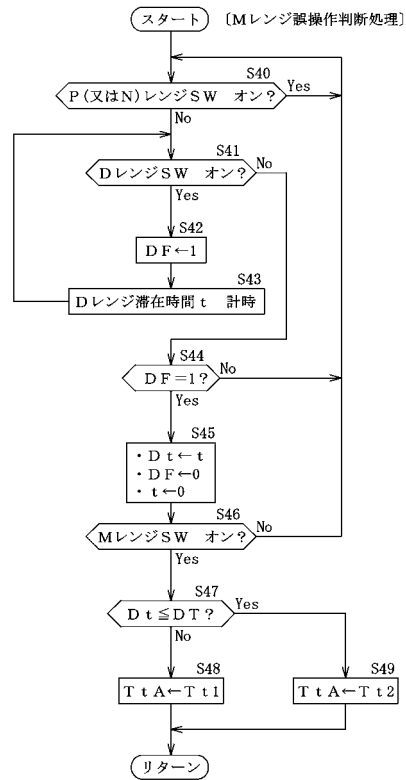 スタート 〔Mレンジ誤操作判断処理〕
S40
P(又はN)レンジSW オン? Yes
No
S41
DレンジSW オン? No
Yes
S42
DF←1
S43
Dレンジ滞在時間t 計時
S44
DF=1? No
Yes
S45
・Dt←t
・DF←0
・t←0
S46
MレンジSW オン? No
Yes
S47
Dt≦DT? Yes
No
S48 S49
TtA←Tt1 TtA←Tt2
リターン